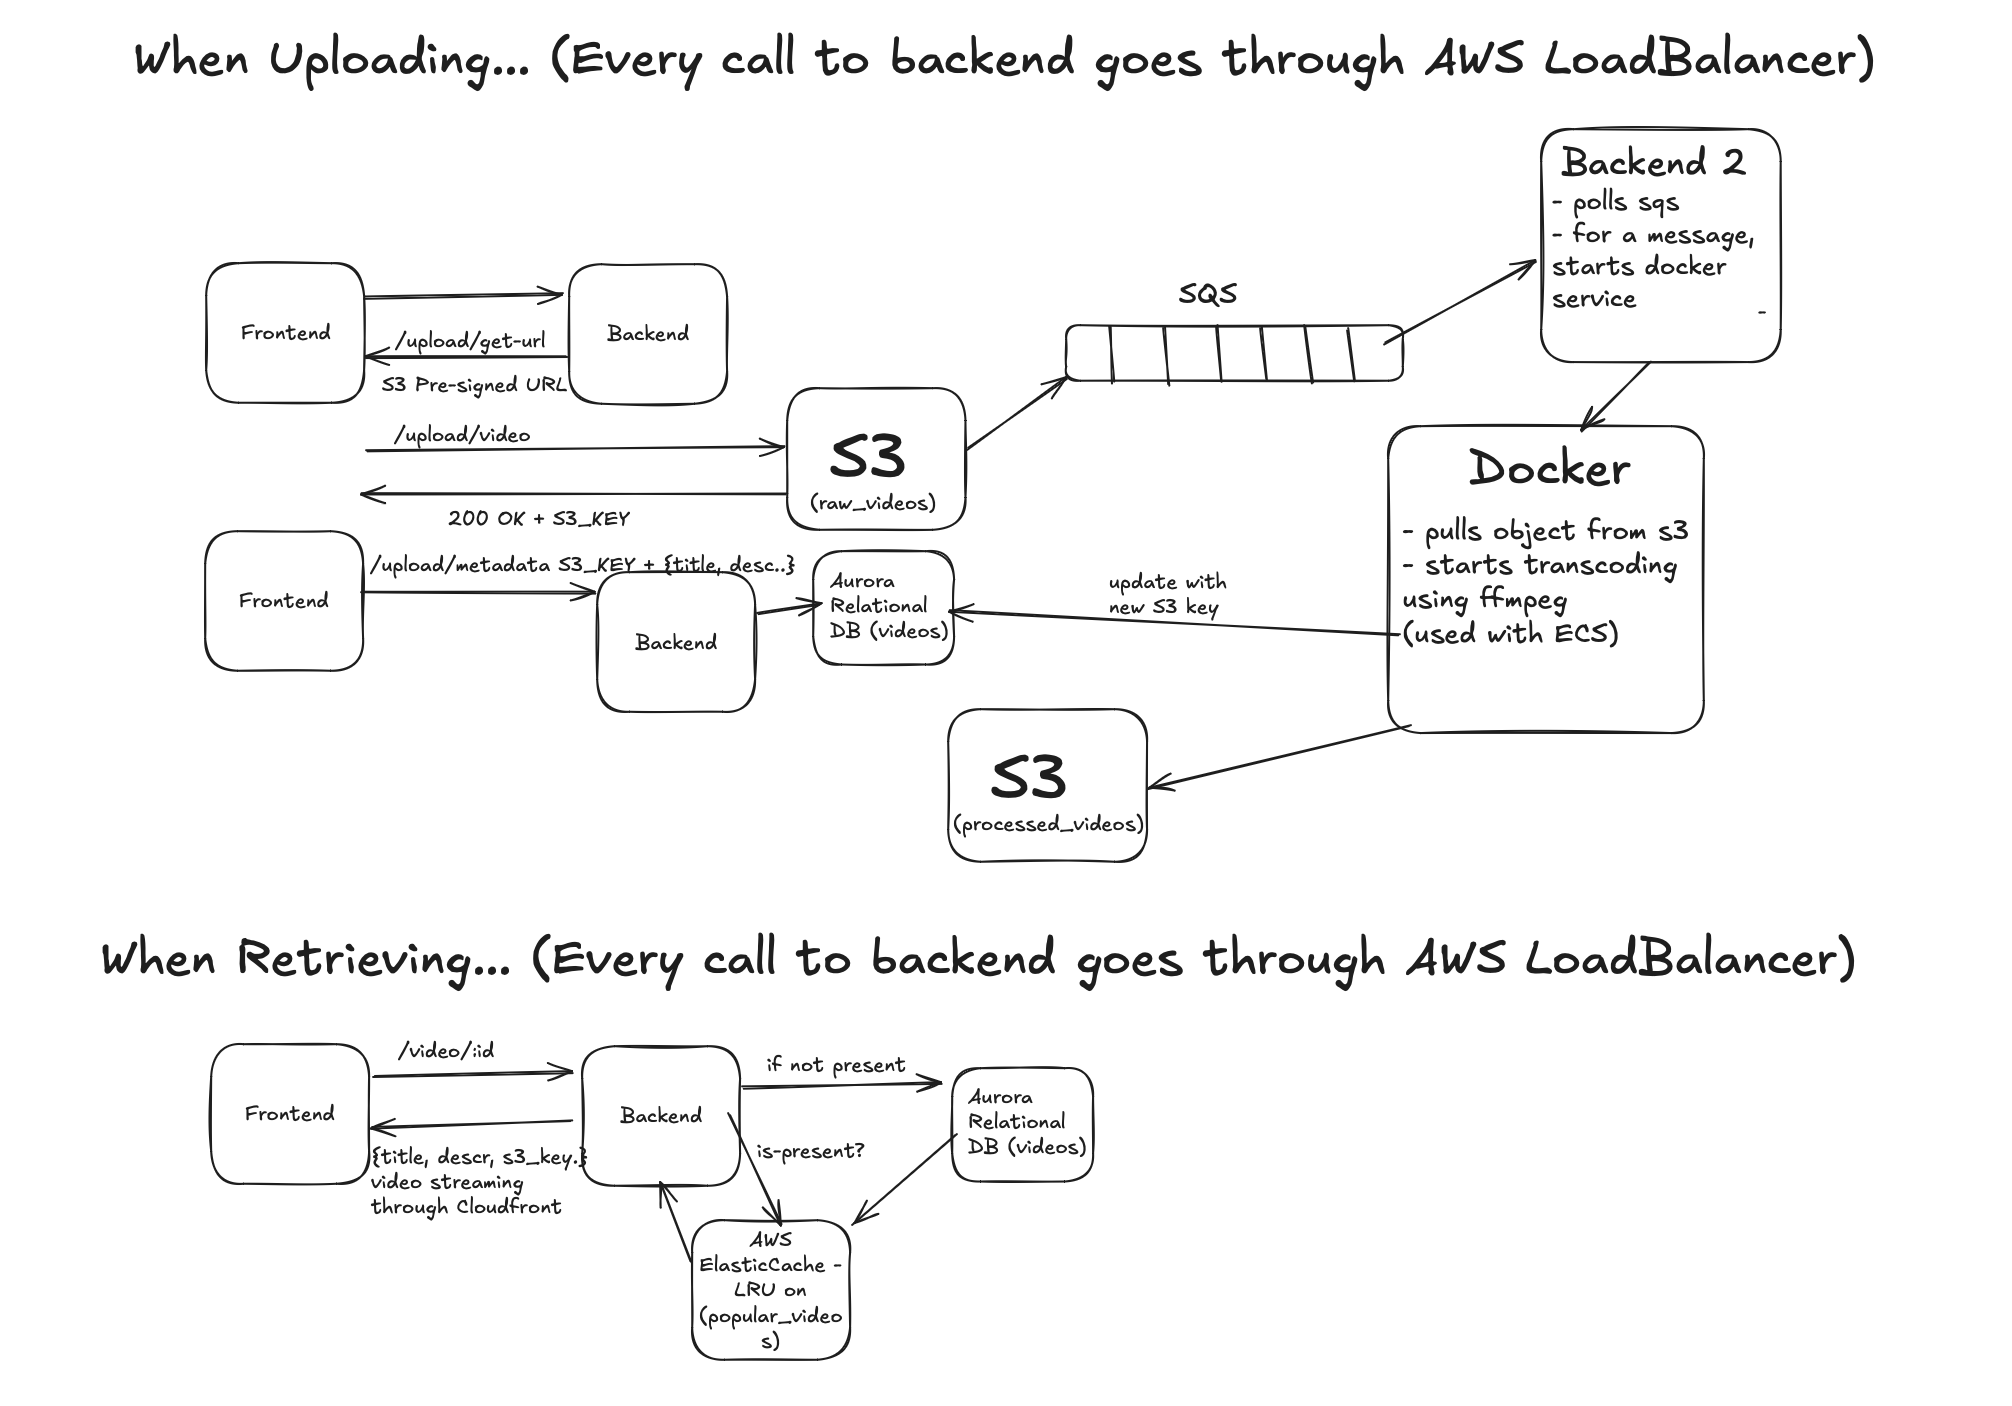 When Uploading... (Every call to backend goes through AWS LoadBalancer)
Backend 2
- polls sqs
- for a message,
starts docker
service
-
SQS
Frontend
/upload/get-url
S3 Pre-signed URL
Backend
/upload/video
200 OK + S3_KEY
S3
(raw_videos)
Docker
- pulls object from s3
- starts transcoding
using ffmpeg
(used with ECS)
Frontend
/upload/metadata S3_KEY + {title, desc..}
Backend
Aurora
Relational
DB (videos)
update with
new S3 key
S3
(processed_videos)
When Retrieving... (Every call to backend goes through AWS LoadBalancer)
Frontend
/video/:id
{title, descr, s3_key.}
video streaming
through Cloudfront
Backend
if not present
is-present?
Aurora
Relational
DB (videos)
AWS
ElasticCache -
LRU on
(popular_video
s)